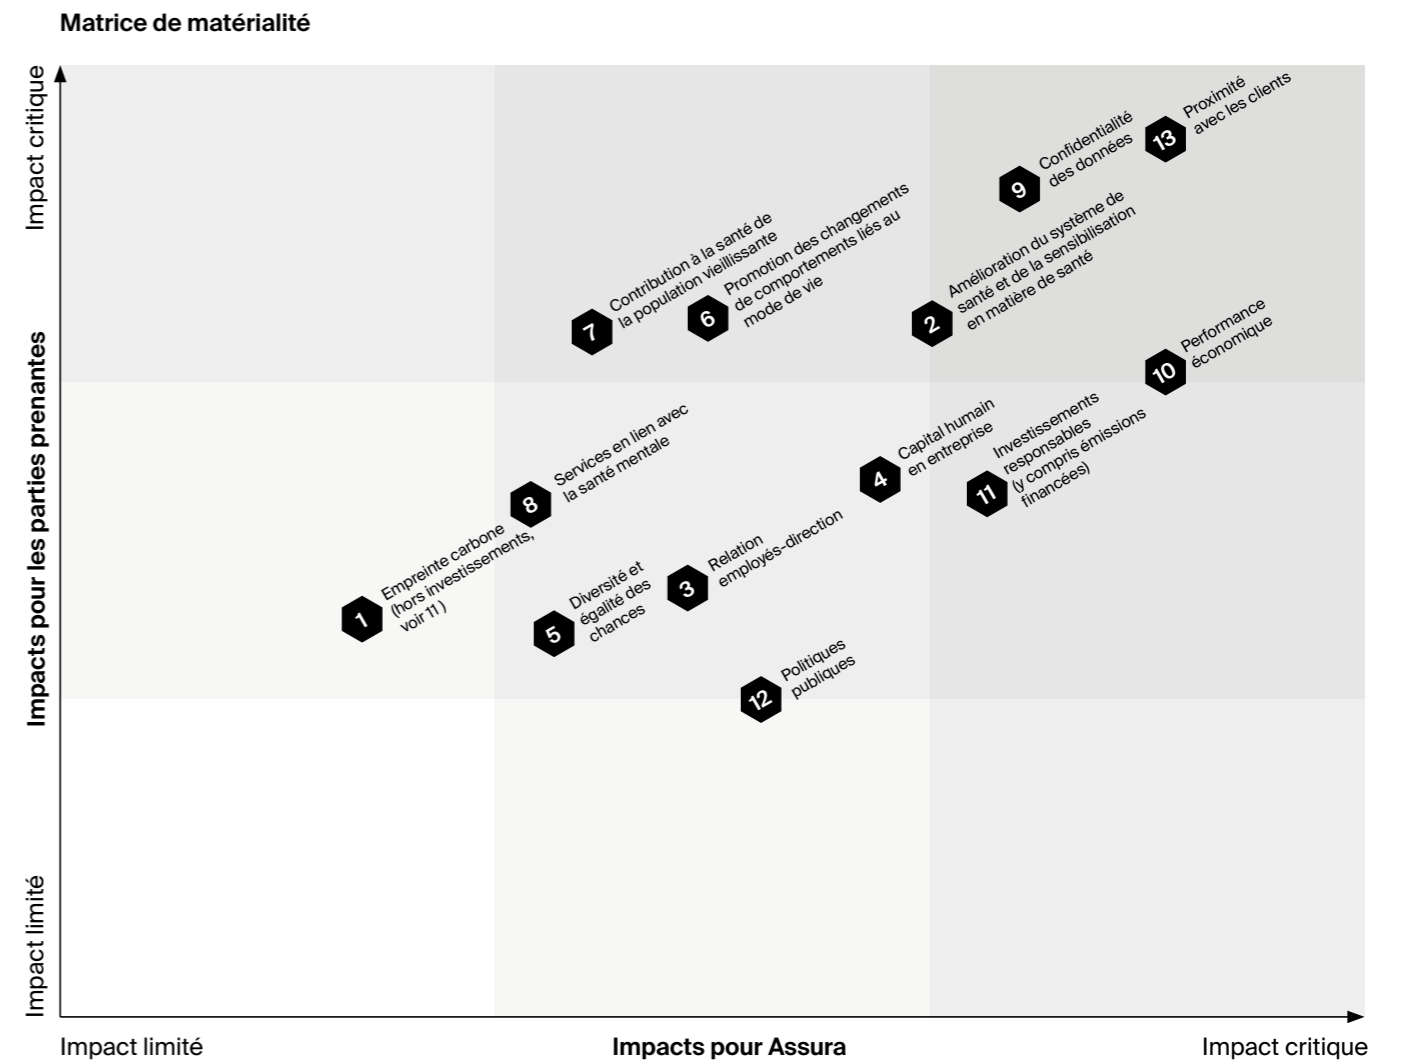 Matrice de matérialité
Impact critique
Impacts pour les parties prenantes
Impact limité
13
Proximité
avec les clients
9
Confidentialité
des données
7
Contribution à la santé de
la population vieillissante
6
Promotion des changements
de comportements liés au
mode de vie
2
Amélioration du système de
santé et de la sensibilisation
en matière de santé
10
Performance
économique
8
Services en lien avec
la santé mentale
4
Capital humain
en entreprise
11
Investissements
responsables
(y compris émissions
financées)
1
Empreinte carbone
(hors investissements,
voir 11 )
5
Diversité et
égalité des
chances
3
Relation
employés-direction
12
Politiques
publiques
Impact limité
Impacts pour Assura
Impact critique